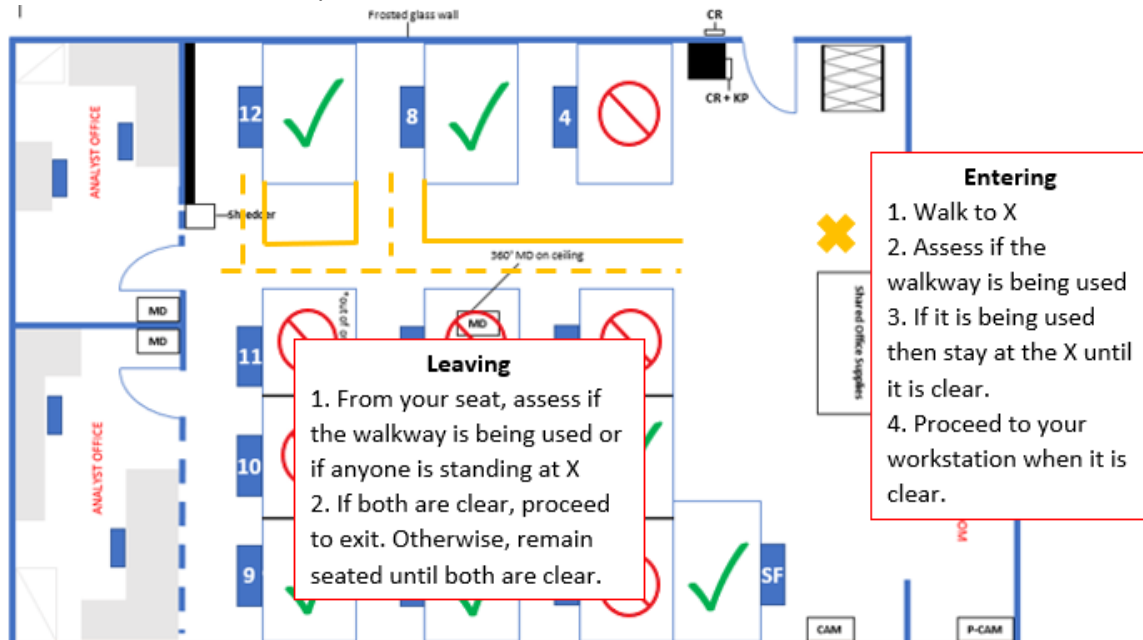 Frosted glass wall
CR
12
8
4
CR + KP
ANALYST OFFICE
Shredder
Entering
1. Walk to X
2. Assess if the
walkway is being used
3. If it is being used
then stay at the X until
it is clear.
4. Proceed to your
workstation when it is
clear.
360° MD on ceiling
Shared Office Supplies
MD
MD
MD
11
out of
Leaving
1. From your seat, assess if
the walkway is being used or
if anyone is standing at X
2. If both are clear, proceed
to exit. Otherwise, remain
seated until both are clear.
10
ANALYST OFFICE
9
SF
OM
CAM
P-CAM